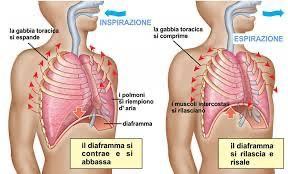 INSPIRAZIONE
la gabbia toracica
si espande
i polmoni
si riempiono
d' aria
diaframma
il diaframma si
contrae e si
abbassa
la gabbia toracica
si comprime
ESPIRAZIONE
i muscoli intercostali
si rilasciano
il diaframma
si rilascia e
risale